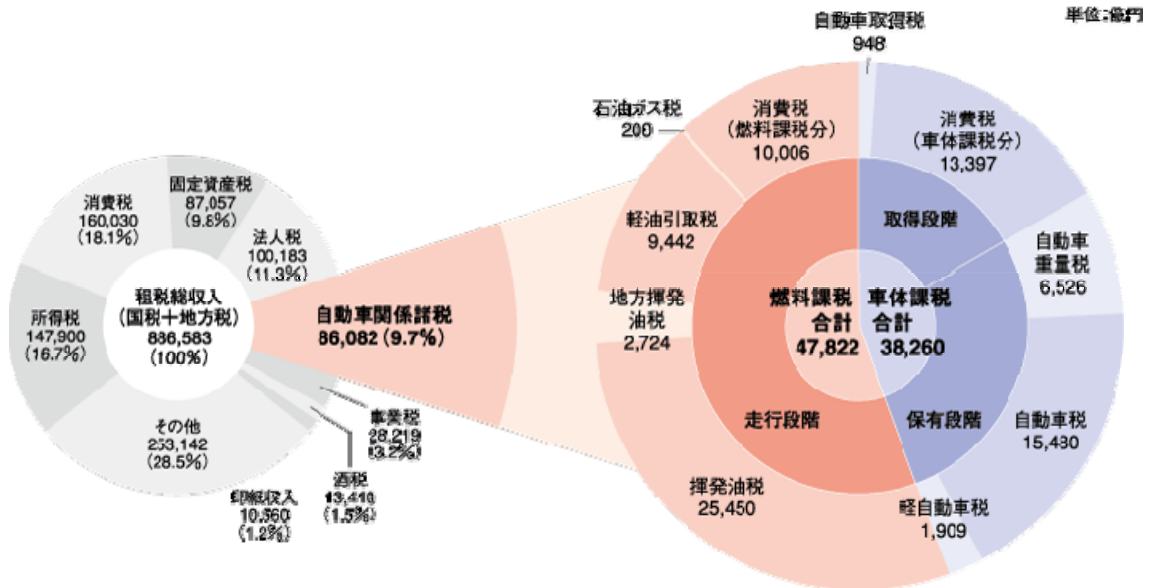 単位:億円
固定資産税
87,057
(9.8%)
消費税
160,030
(18.1%)
法人税
100,183
(11.3%)
租税総収入
(国税十地方税)
886,583
(100%)
所得税
147,900
(16.7%)
その他
253,142
(28.5%)
事業税
28,219
(3.2%)
酒税
13,410
(1.5%)
印紙収入
10,560
(1.2%)
自動車関係諸税
86,082 (9.7%)
自動車取得税
948
石油ガス税
200
消費税
(燃料課税分)
10,006
消費税
(車体課税分)
13,397
軽油引取税
9,442
取得段階
自動車
重量税
6,526
地方揮発
油税
2,724
燃料課税
合計
47,822
車体課税
合計
38,260
走行段階
保有段階
自動車税
15,480
揮発油税
25,450
軽自動車税
1,909